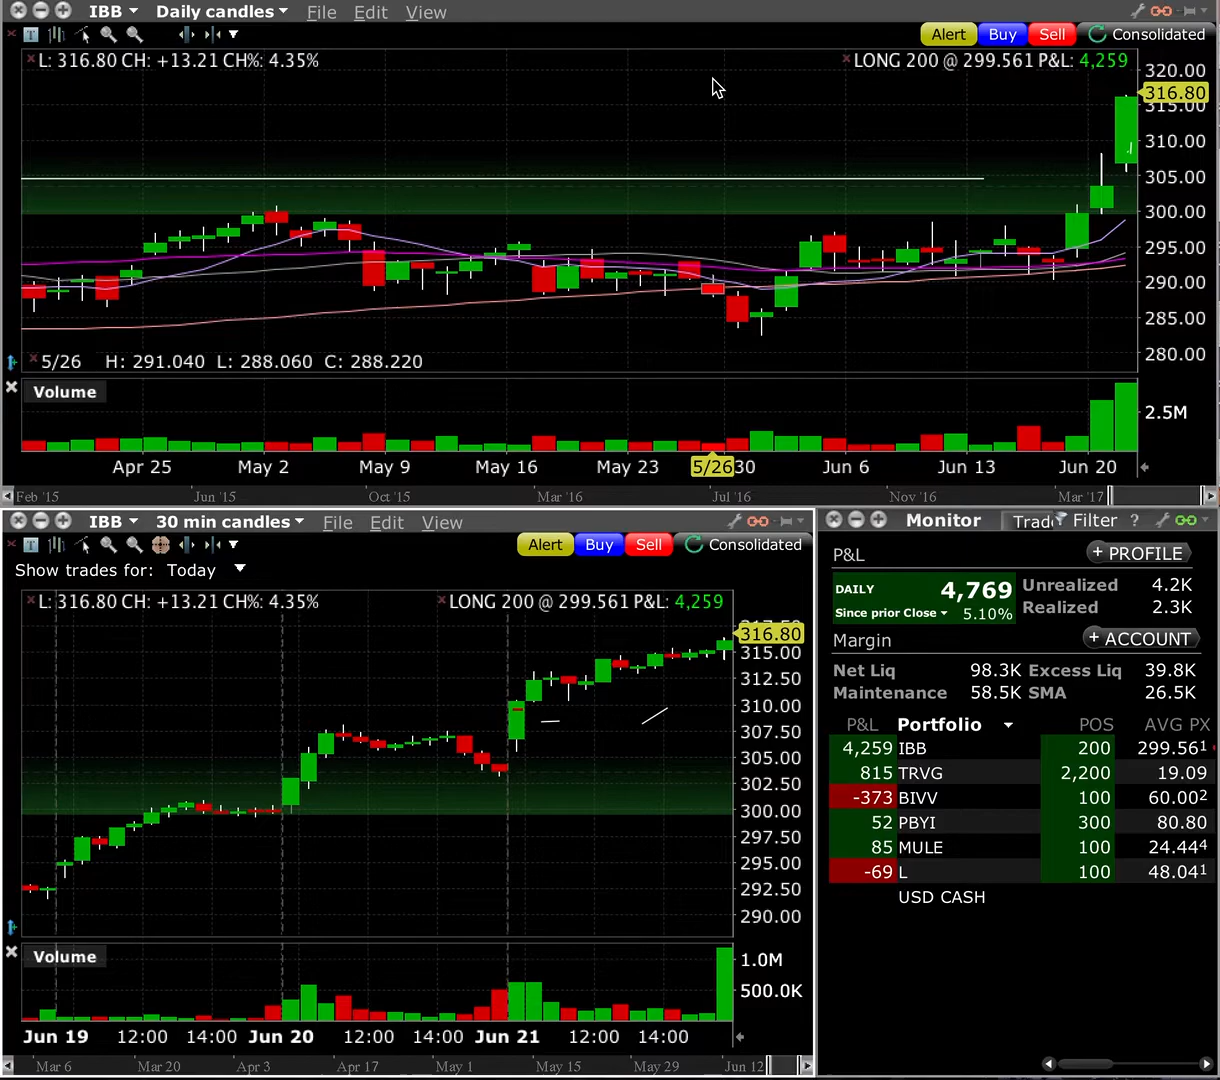 IBB Daily candles File Edit View
Alert Buy Sell Consolidated
L: 316.80 CH: +13.21 CH%: 4.35% LONG 200 @ 299.561 P&L: 4,259
320.00
316.80
315.00
310.00
305.00
300.00
295.00
290.00
285.00
280.00
5/26 H: 291.040 L: 288.060 C: 288.220
Volume
2.5M
Apr 25 May 2 May 9 May 16 May 23 5/26 30 Jun 6 Jun 13 Jun 20
Feb '15 Jun '15 Oct '15 Mar '16 Jul '16 Nov '16 Mar '17
IBB 30 min candles File Edit View
Alert Buy Sell Consolidated
Show trades for: Today
L: 316.80 CH: +13.21 CH%: 4.35% LONG 200 @ 299.561 P&L: 4,259
316.80
315.00
312.50
310.00
307.50
305.00
302.50
300.00
297.50
295.00
292.50
290.00
Volume
1.0M
500.0K
Jun 19 12:00 14:00 Jun 20 12:00 14:00 Jun 21 12:00 14:00
Mar 6 Mar 20 Apr 3 Apr 17 May 1 May 15 May 29 Jun 12
Monitor Trad Filter ?
P&L + PROFILE
DAILY 4,769 Unrealized 4.2K
Since prior Close 5.10% Realized 2.3K
Margin + ACCOUNT
Net Liq 98.3K Excess Liq 39.8K
Maintenance 58.5K SMA 26.5K
P&L Portfolio POS AVG PX
4,259 IBB 200 299.561
815 TRVG 2,200 19.09
-373 BIVV 100 60.002
52 PBYI 300 80.80
85 MULE 100 24.444
-69 L 100 48.041
USD CASH